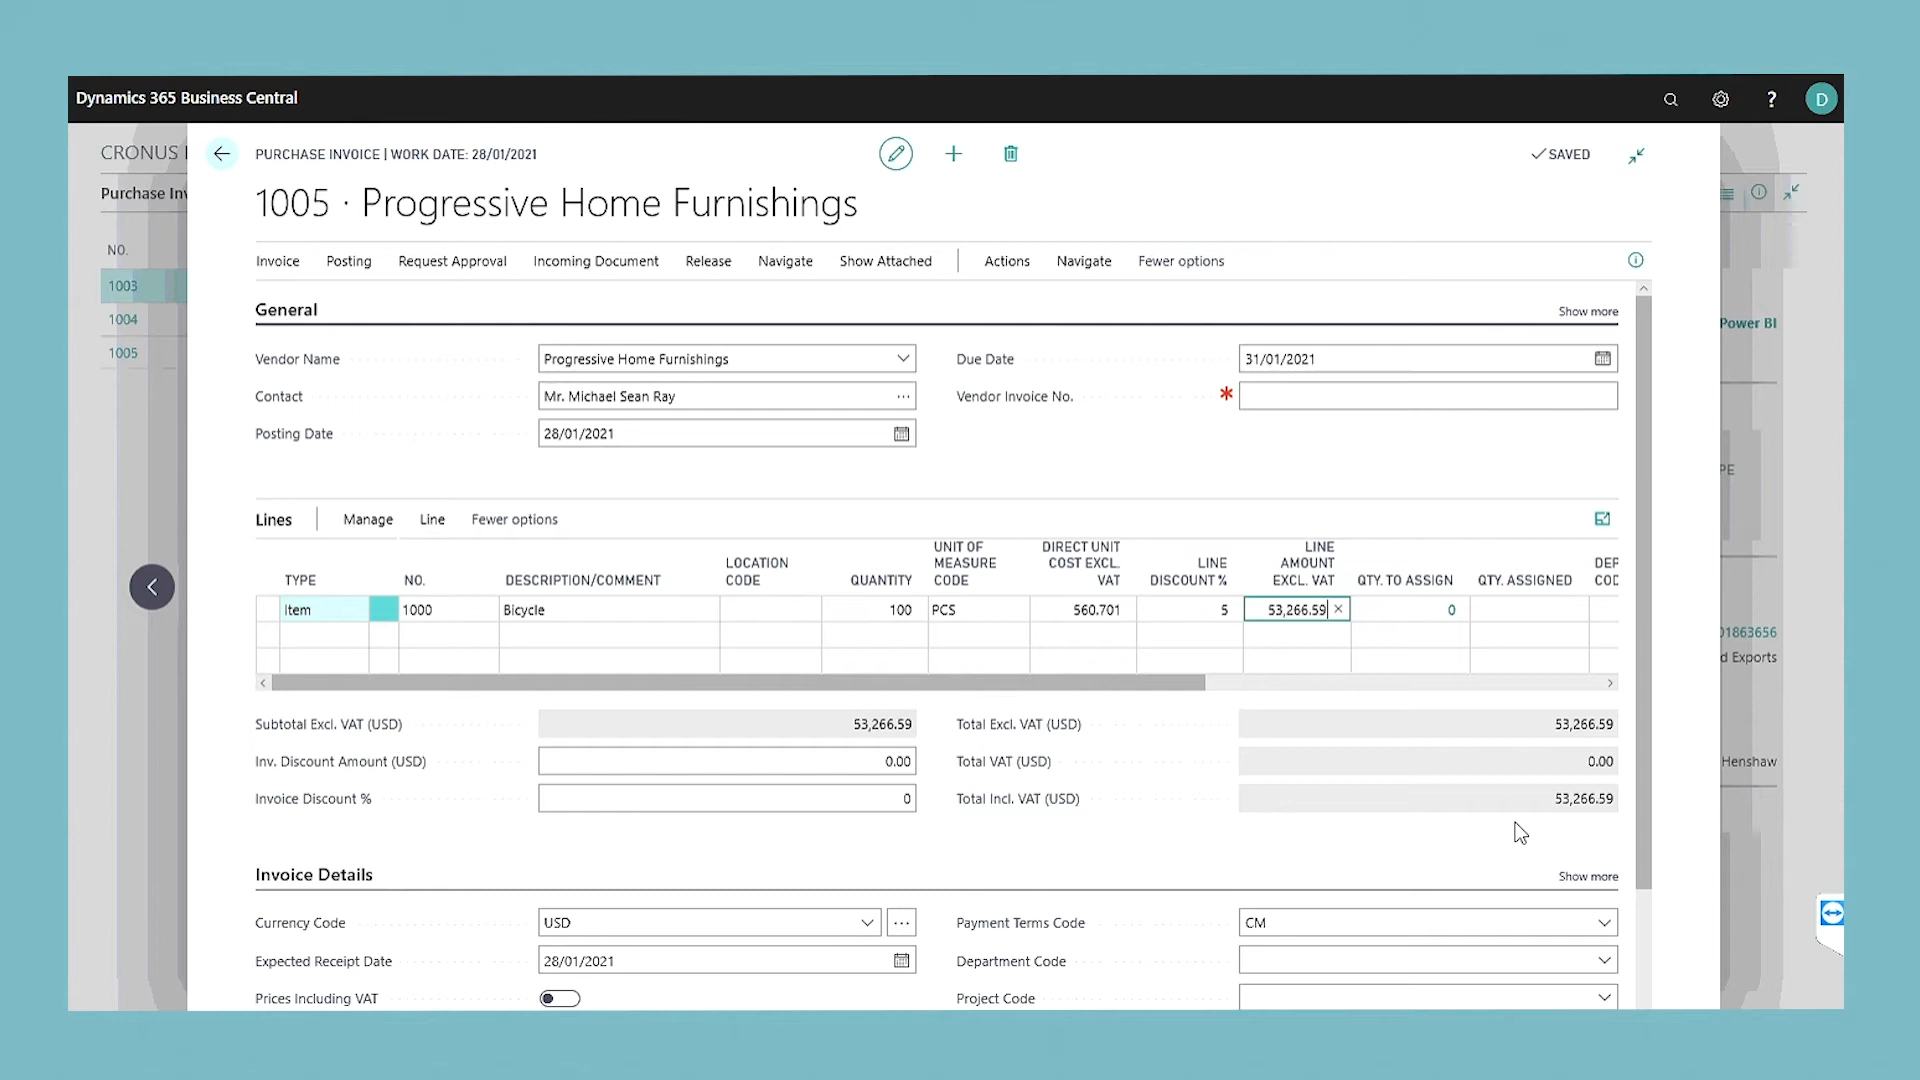 Dynamics 365 Business Central
?
D
CRONUS
PURCHASE INVOICE | WORK DATE: 28/01/2021
SAVED
Purchase Inv
1005 · Progressive Home Furnishings
NO.
1003
1004
1005
Invoice Posting Request Approval Incoming Document Release Navigate Show Attached Actions Navigate Fewer options
General
Show more
Power BI
Vendor Name Progressive Home Furnishings Due Date 31/01/2021
Contact Mr. Michael Sean Ray Vendor Invoice No. *
Posting Date 28/01/2021
PE
Lines Manage Line Fewer options
TYPE NO. DESCRIPTION/COMMENT LOCATION CODE QUANTITY UNIT OF MEASURE CODE DIRECT UNIT COST EXCL. VAT LINE DISCOUNT % LINE AMOUNT EXCL. VAT QTY. TO ASSIGN QTY. ASSIGNED DEP COD
Item 1000 Bicycle 100 PCS 560.701 5 53,266.59 0
01863656
d Exports
Subtotal Excl. VAT (USD) 53,266.59 Total Excl. VAT (USD) 53,266.59
Inv. Discount Amount (USD) 0.00 Total VAT (USD) 0.00
Henshaw
Invoice Discount % 0 Total Incl. VAT (USD) 53,266.59
Invoice Details
Show more
Currency Code USD Payment Terms Code CM
Expected Receipt Date 28/01/2021 Department Code
Prices Including VAT Project Code